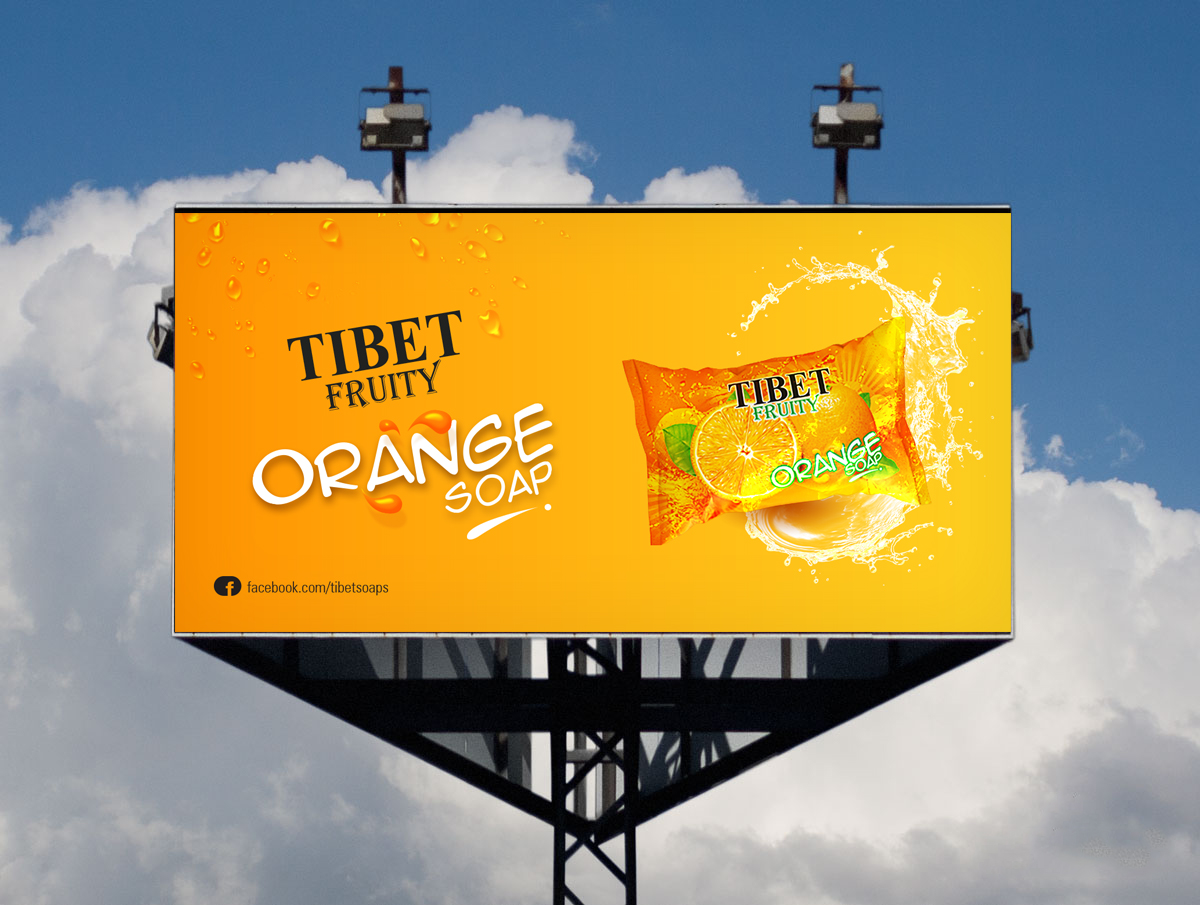 TIBET
FRUITY
ORANGE
SOAP
f facebook.com/tibetsoaps
TIBET
FRUITY
ORANGE
SOAP